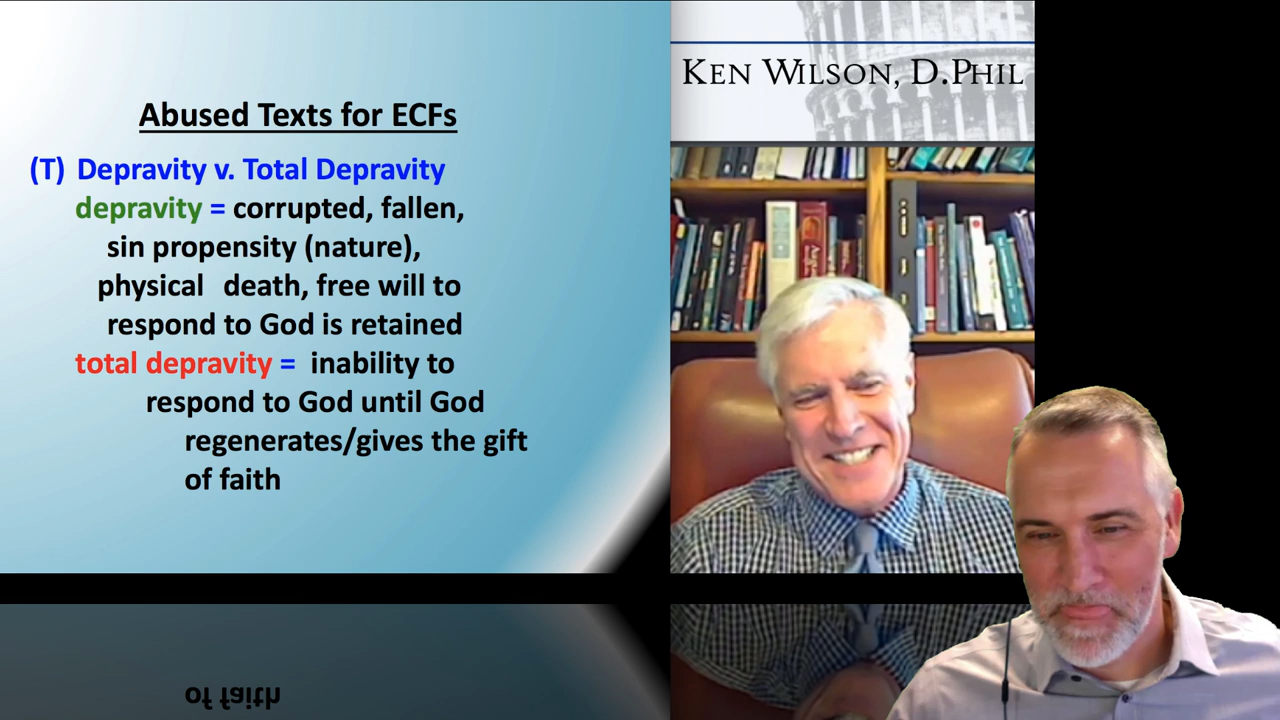 Abused Texts for ECFs
(T) Depravity v. Total Depravity
depravity = corrupted, fallen,
sin propensity (nature),
physical death, free will to
respond to God is retained
total depravity = inability to
respond to God until God
regenerates/gives the gift
of faith
KEN WILSON, D.PHIL
of faith